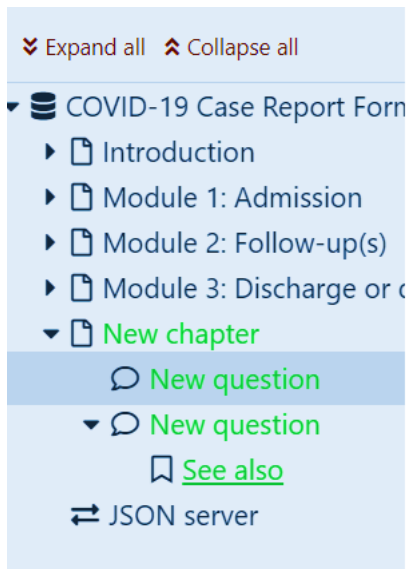 Expand all Collapse all
COVID-19 Case Report Form
Introduction
Module 1: Admission
Module 2: Follow-up(s)
Module 3: Discharge or
New chapter
New question
New question
See also
JSON server